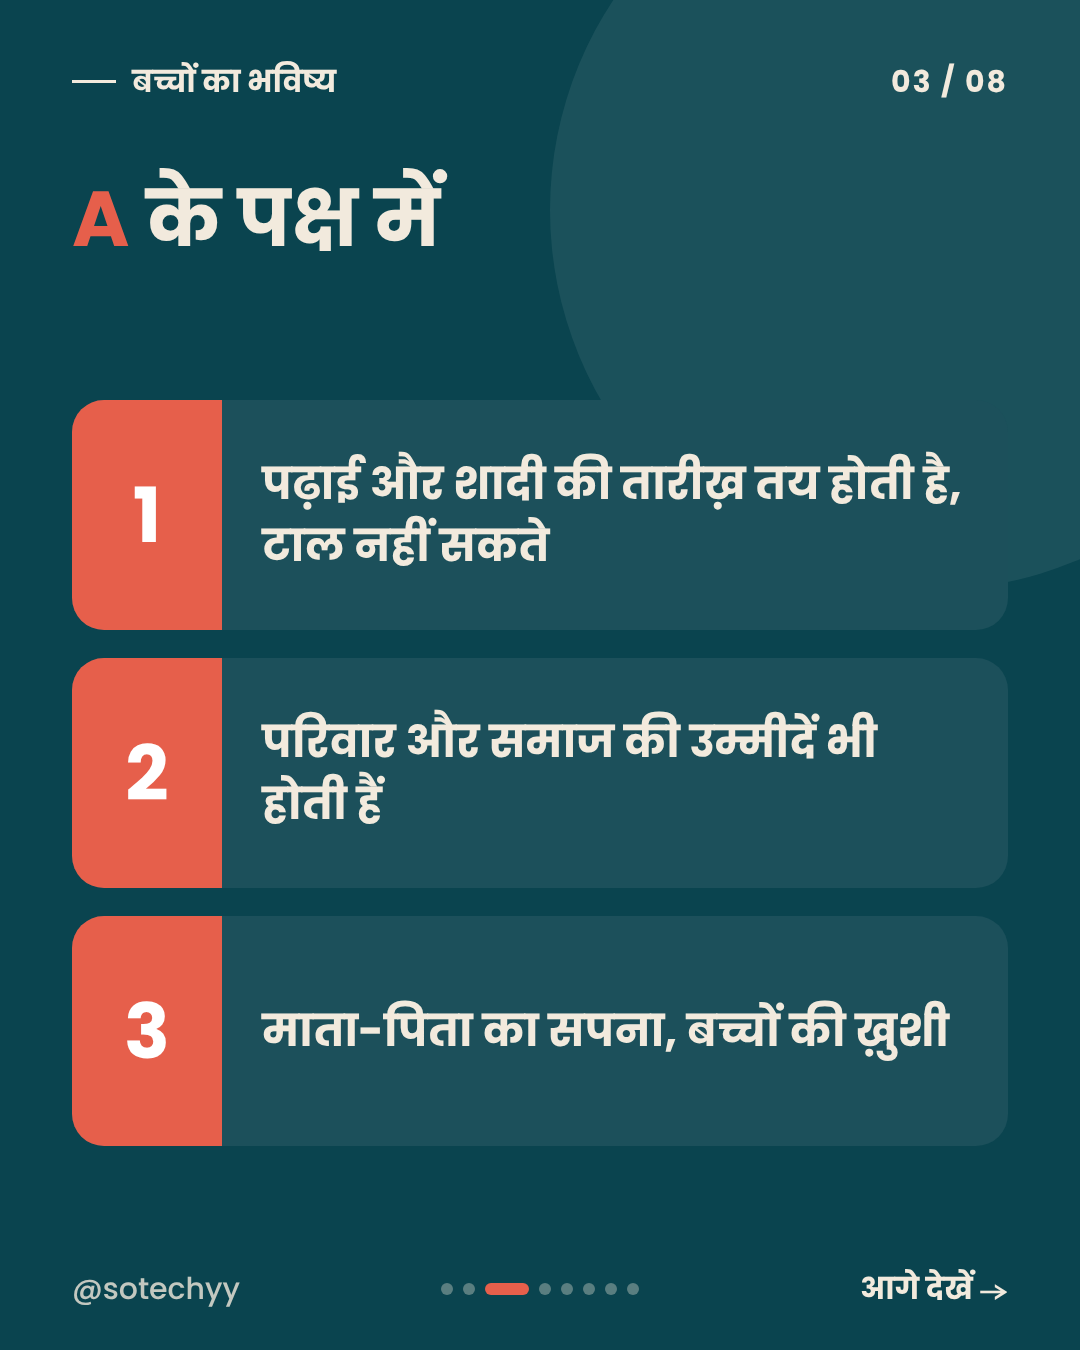 बच्चों का भविष्य
03 / 08
A के पक्ष में
1
पढ़ाई और शादी की तारीख़ तय होती है,
टाल नहीं सकते
2
परिवार और समाज की उम्मीदें भी
होती हैं
3
माता-पिता का सपना, बच्चों की ख़ुशी
@sotechyy
आगे देखें →